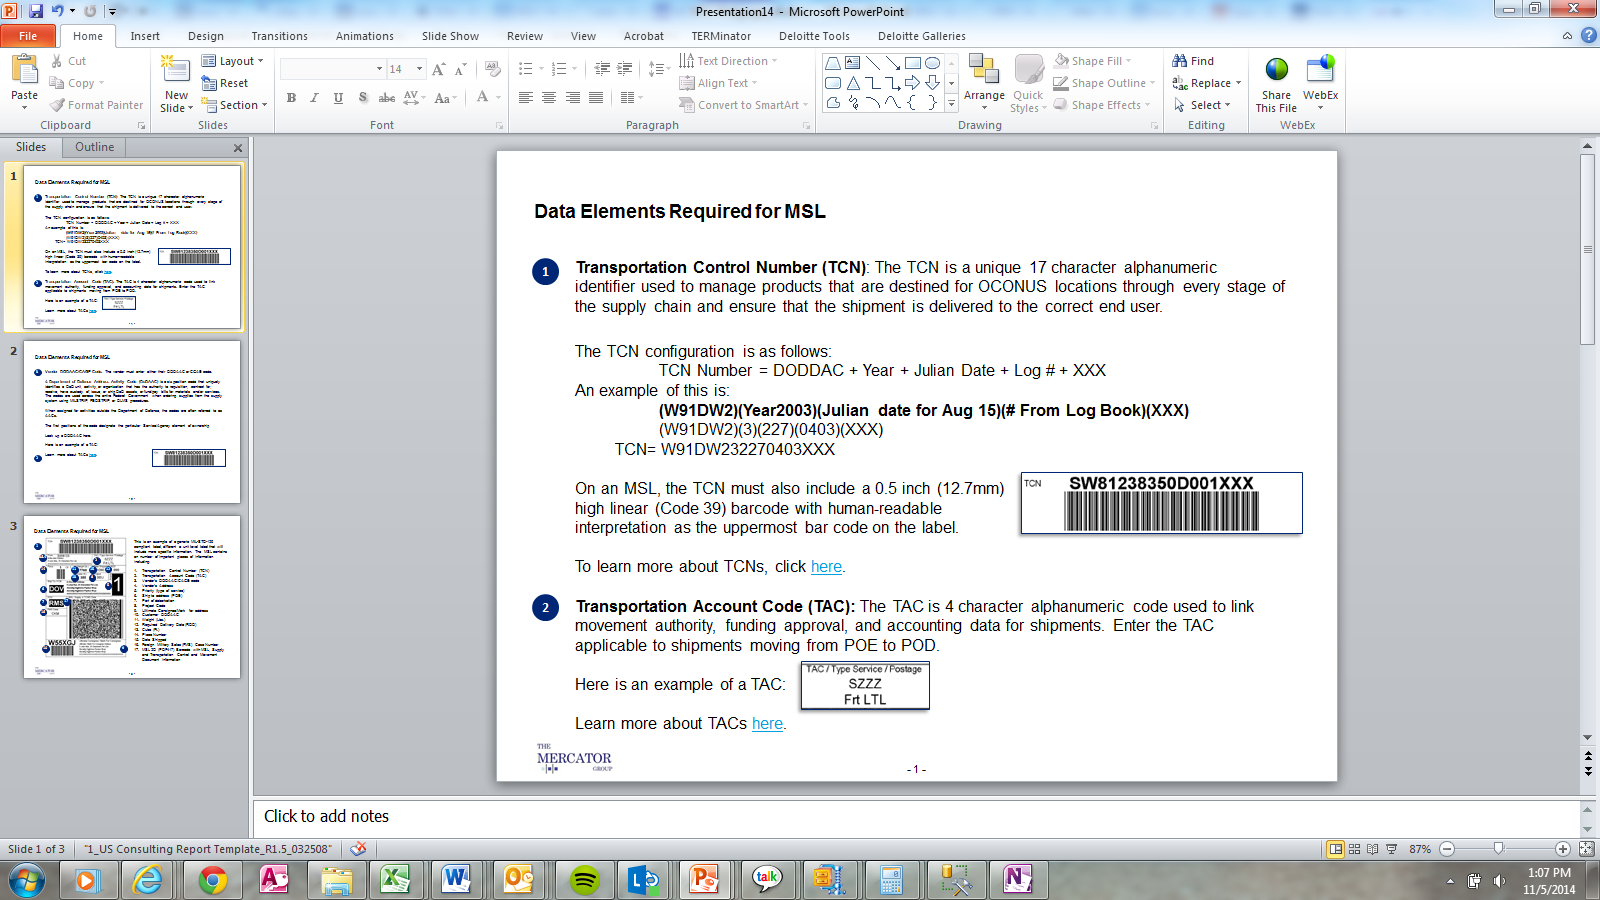 Presentation14 - Microsoft PowerPoint
File Home Insert Design Transitions Animations Slide Show Review View Acrobat TERMinator Deloitte Tools Deloitte Galleries
Paste
Cut
Copy
Format Painter
Clipboard
New Slide
Layout
Reset
Section
Slides
14
Font
Text Direction
Align Text
Convert to SmartArt
Paragraph
Arrange
Quick Styles
Shape Fill
Shape Outline
Shape Effects
Drawing
Find
Replace
Select
Editing
Share This File
WebEx
WebEx
Slides Outline
1
2
3
Data Elements Required for MSL
1 Transportation Control Number (TCN): The TCN is a unique 17 character alphanumeric
identifier used to manage products that are destined for OCONUS locations through every stage of
the supply chain and ensure that the shipment is delivered to the correct end user.
The TCN configuration is as follows:
TCN Number = DODDAC + Year + Julian Date + Log # + XXX
An example of this is:
(W91DW2)(Year2003)(Julian date for Aug 15)(# From Log Book)(XXX)
(W91DW2)(3)(227)(0403)(XXX)
TCN= W91DW232270403XXX
On an MSL, the TCN must also include a 0.5 inch (12.7mm)
high linear (Code 39) barcode with human-readable
interpretation as the uppermost bar code on the label.
TCN SW81238350D001XXX
To learn more about TCNs, click here.
2 Transportation Account Code (TAC): The TAC is 4 character alphanumeric code used to link
movement authority, funding approval, and accounting data for shipments. Enter the TAC
applicable to shipments moving from POE to POD.
Here is an example of a TAC:
TAC / Type Service / Postage
SZZZ
Frt LTL
Learn more about TACs here.
THE
MERCATOR
GROUP
- 1 -
Click to add notes
Slide 1 of 3 "1_US Consulting Report Template_R1.5_032508" 87%
1:07 PM
11/5/2014